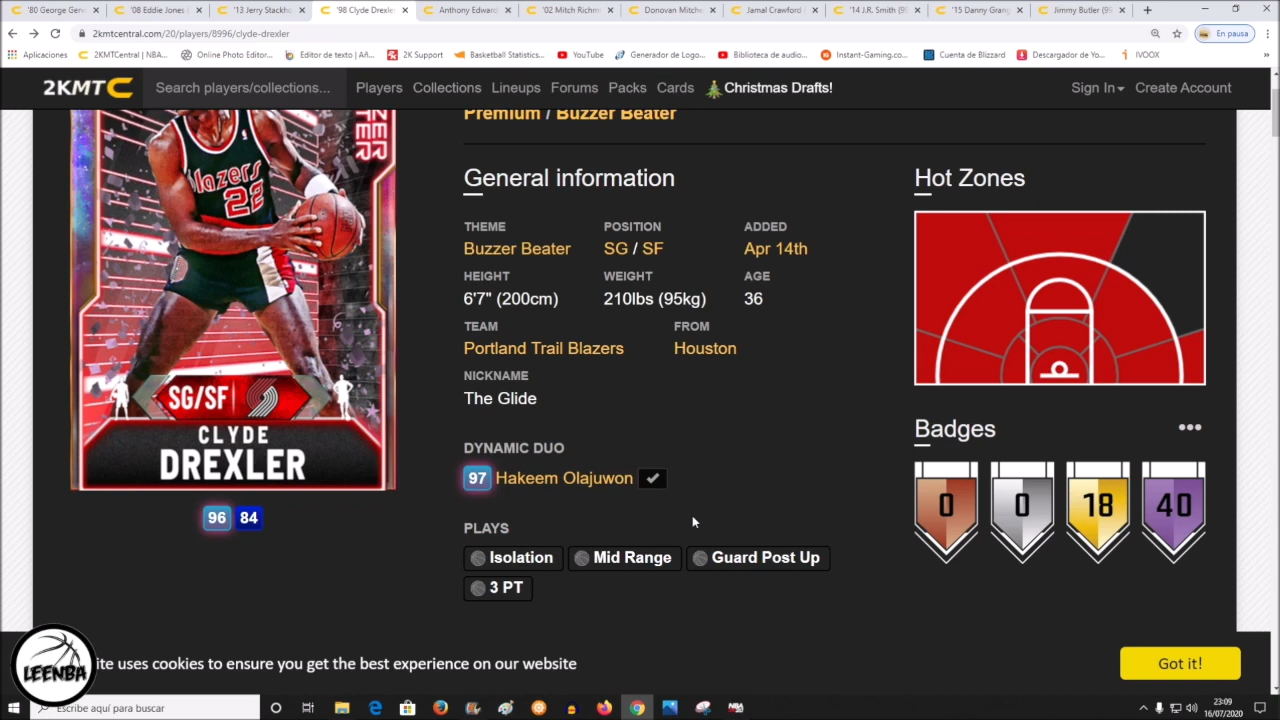 '80 George Gerv
'08 Eddie Jones (
'13 Jerry Stackho
'98 Clyde Drexler
Anthony Edward
'02 Mitch Richm
Donovan Mitche
Jamal Crawford /
'14 J.R. Smith (99
'15 Danny Grang
Jimmy Butler (99
2kmtcentral.com/20/players/8996/clyde-drexler
En pausa
Aplicaciones
2KMTCentral | NBA...
Online Photo Editor...
Editor de texto | Añ...
2K Support
Basketball Statistics...
YouTube
Generador de Logo...
Biblioteca de audio...
Instant-Gaming.co...
Cuenta de Blizzard
Descargador de Yo...
IVOOX
2KMTC
Search players/collections...
Players
Collections
Lineups
Forums
Packs
Cards
Christmas Drafts!
Sign In
Create Account
Premium / Buzzer Beater
General information
Hot Zones
THEME
POSITION
ADDED
Buzzer Beater
SG / SF
Apr 14th
HEIGHT
WEIGHT
AGE
6'7" (200cm)
210lbs (95kg)
36
TEAM
FROM
Portland Trail Blazers
Houston
NICKNAME
The Glide
DYNAMIC DUO
97 Hakeem Olajuwon
PLAYS
Isolation
Mid Range
Guard Post Up
3 PT
Badges
0
0
18
40
blazers
22
SG/SF
CLYDE
DREXLER
96
84
LEENBA
ite uses cookies to ensure you get the best experience on our website
Got it!
Escribe aquí para buscar
23:09
16/07/2020